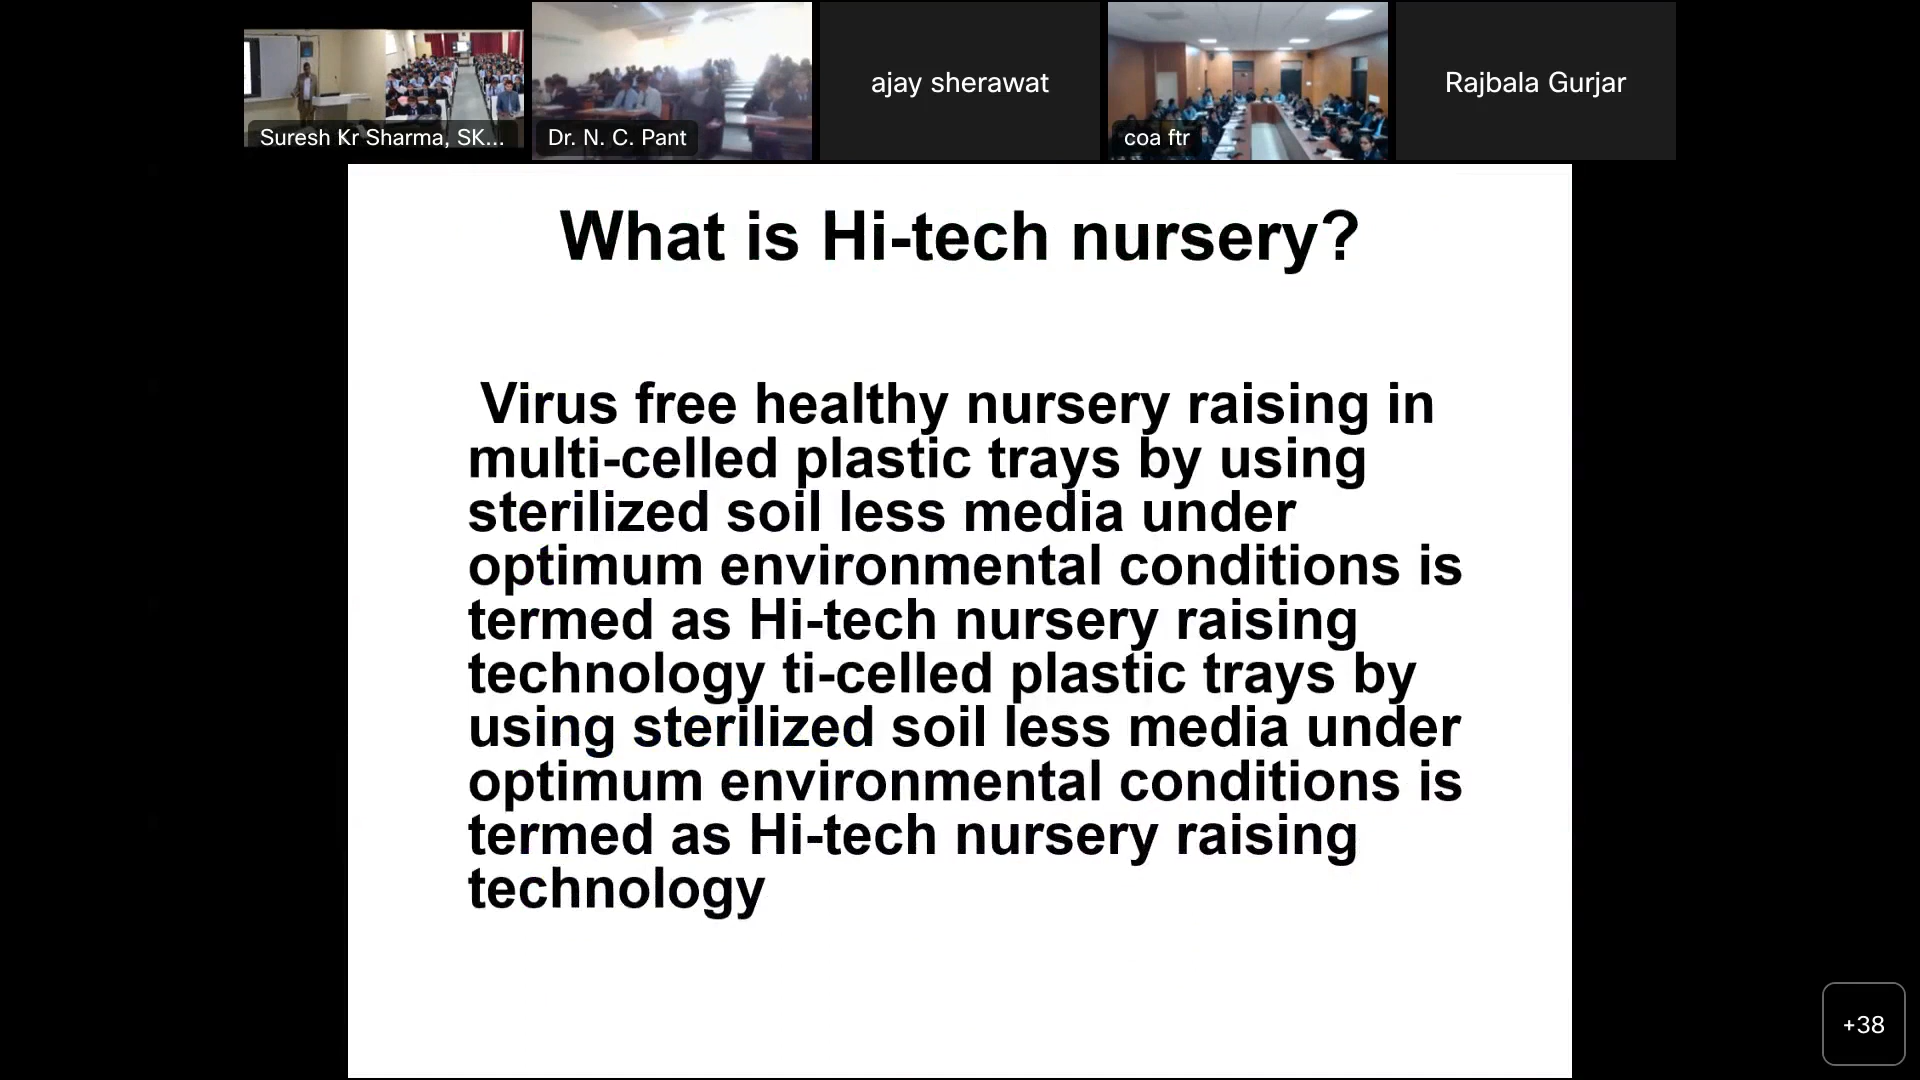 Suresh Kr Sharma, SK...
Dr. N. C. Pant
ajay sherawat
coa ftr
Rajbala Gurjar
What is Hi-tech nursery?
Virus free healthy nursery raising in
multi-celled plastic trays by using
sterilized soil less media under
optimum environmental conditions is
termed as Hi-tech nursery raising
technology ti-celled plastic trays by
using sterilized soil less media under
optimum environmental conditions is
termed as Hi-tech nursery raising
technology
+38